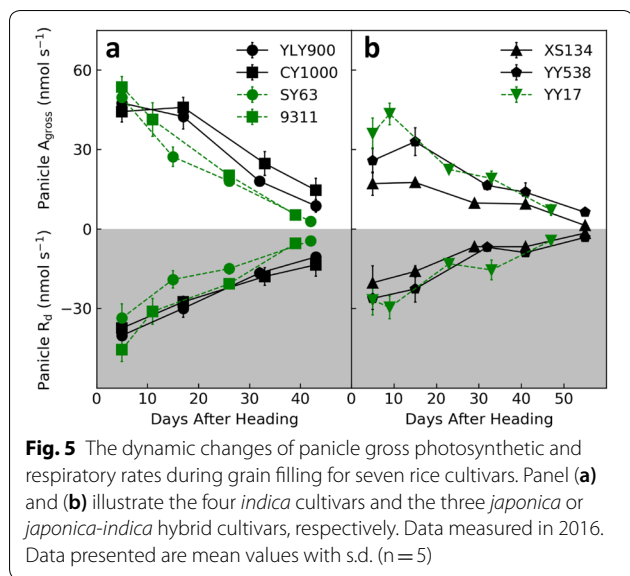 a
YLY900
CY1000
SY63
9311
b
XS134
YY538
YY17
Panicle Agross (nmol s⁻¹)
Panicle Rd (nmol s⁻¹)
60
30
0
−30
0 10 20 30 40
0 10 20 30 40 50
Days After Heading
Days After Heading
Fig. 5 The dynamic changes of panicle gross photosynthetic and
respiratory rates during grain filling for seven rice cultivars. Panel (a)
and (b) illustrate the four indica cultivars and the three japonica or
japonica-indica hybrid cultivars, respectively. Data measured in 2016.
Data presented are mean values with s.d. (n = 5)